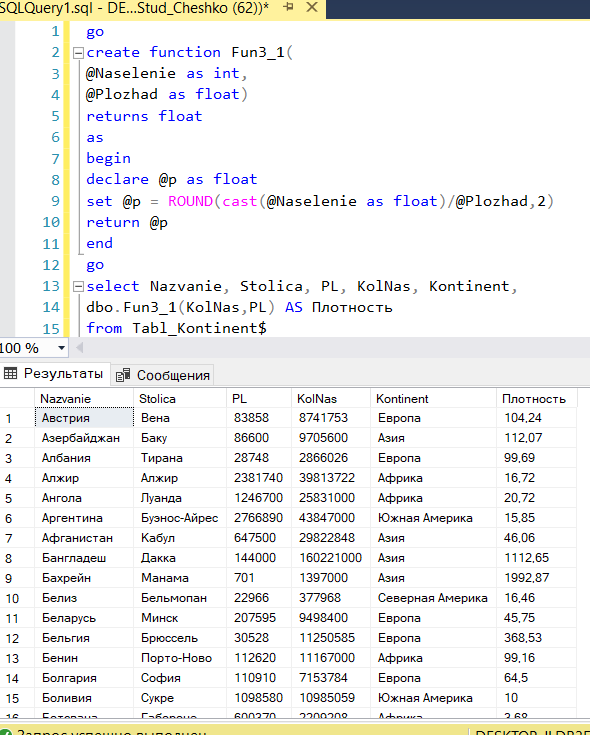 SQLQuery1.sql - DE...Stud_Cheshko (62))*
1 go
2 create function Fun3_1(
3 @Naselenie as int,
4 @Plozhad as float)
5 returns float
6 as
7 begin
8 declare @p as float
9 set @p = ROUND(cast(@Naselenie as float)/@Plozhad,2)
10 return @p
11 end
12 go
13 select Nazvanie, Stolica, PL, KolNas, Kontinent,
14 dbo.Fun3_1(KolNas,PL) AS Плотность
15 from Tabl_Kontinent$
100 %
Результаты Сообщения
Nazvanie Stolica PL KolNas Kontinent Плотность
1 Австрия Вена 83858 8741753 Европа 104,24
2 Азербайджан Баку 86600 9705600 Азия 112,07
3 Албания Тирана 28748 2866026 Европа 99,69
4 Алжир Алжир 2381740 39813722 Африка 16,72
5 Ангола Луанда 1246700 25831000 Африка 20,72
6 Аргентина Буэнос-Айрес 2766890 43847000 Южная Америка 15,85
7 Афганистан Кабул 647500 29822848 Азия 46,06
8 Бангладеш Дакка 144000 160221000 Азия 1112,65
9 Бахрейн Манама 701 1397000 Азия 1992,87
10 Белиз Бельмопан 22966 377968 Северная Америка 16,46
11 Беларусь Минск 207595 9498400 Европа 45,75
12 Бельгия Брюссель 30528 11250585 Европа 368,53
13 Бенин Порто-Ново 112620 11167000 Африка 99,16
14 Болгария София 110910 7153784 Европа 64,5
15 Боливия Сукре 1098580 10985059 Южная Америка 10
16 Ботсвана Габороне 600370 2209208 Африка 3,68
Запрос успешно выполнен